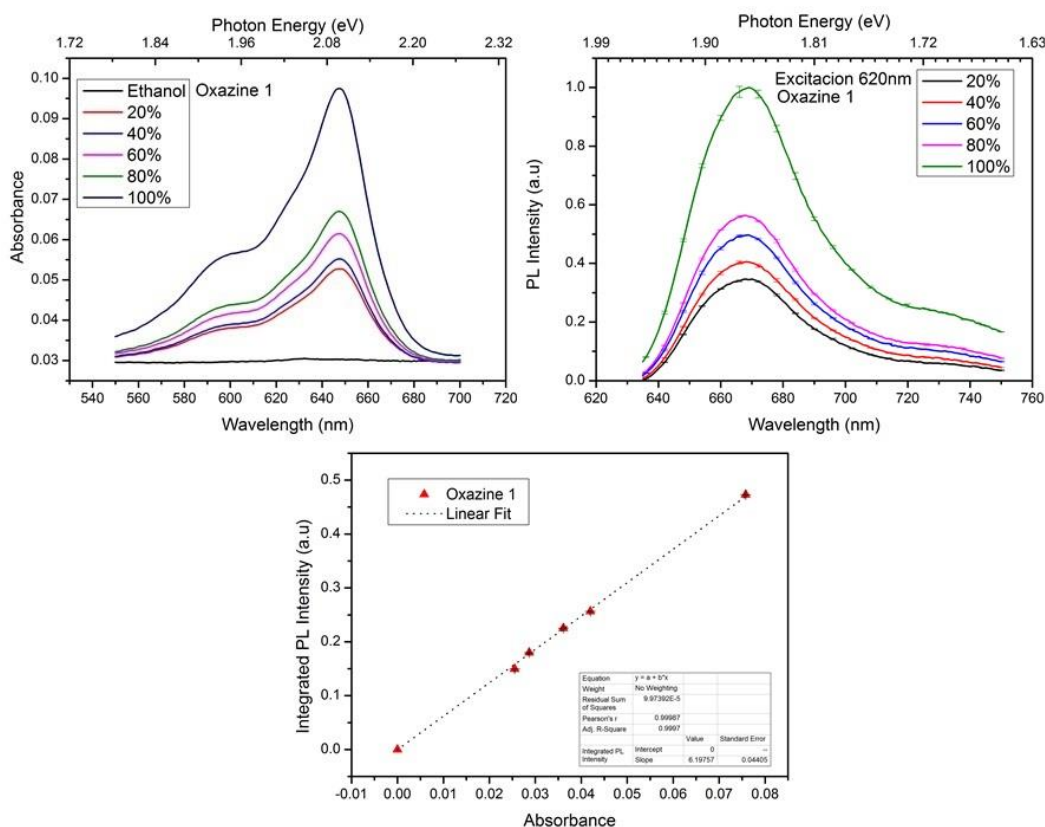 Photon Energy (eV)
1.72 1.84 1.96 2.08 2.20 2.32
0.10
0.09
0.08
0.07
0.06
0.05
0.04
0.03
Absorbance
Ethanol Oxazine 1
20%
40%
60%
80%
100%
540 560 580 600 620 640 660 680 700 720
Wavelength (nm)
Photon Energy (eV)
1.99 1.90 1.81 1.72 1.63
1.0
0.8
0.6
0.4
0.2
0.0
PL Intensity (a.u)
Excitacion 620nm
Oxazine 1
20%
40%
60%
80%
100%
620 640 660 680 700 720 740 760
Wavelength (nm)
0.5
0.4
0.3
0.2
0.1
0.0
Integrated PL Intensity (a.u)
Oxazine 1
Linear Fit
Equation y = a + b*x
Weight No Weighting
Residual Sum
of Squares 9.97392E-5
Pearson's r 0.99987
Adj. R-Square 0.9997
Value Standard Error
Integrated PL
Intensity Intercept 0 --
Slope 6.19757 0.04405
-0.01 0.00 0.01 0.02 0.03 0.04 0.05 0.06 0.07 0.08
Absorbance